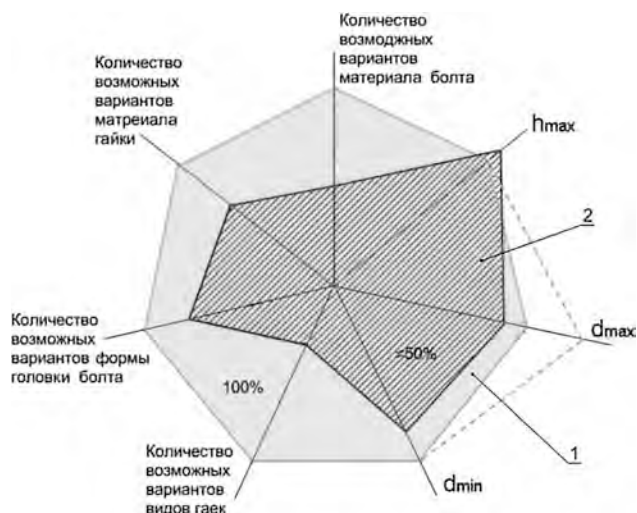 Количество
возмоджных
вариантов
материала болта
Количество
возможных
вариантов
матреиала
гайки
hmax
2
dmax
Количество
возможных
вариантов формы
головки болта
≤50%
100%
1
dmin
Количество
возможных
вариантов
видов гаек